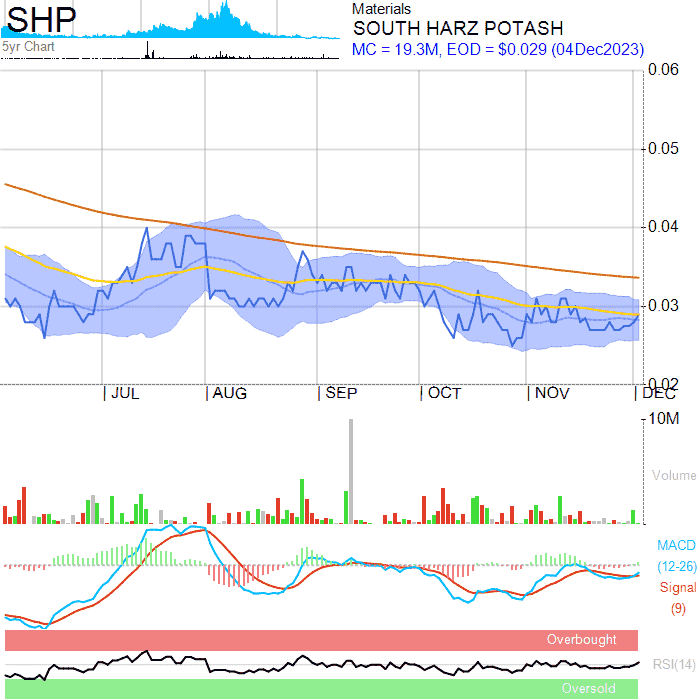 SHP
5yr Chart
Materials
SOUTH HARZ POTASH
MC = 19.3M, EOD = $0.029 (04Dec2023)
0.06
0.05
0.04
0.03
0.02
JUL AUG SEP OCT NOV DEC
10M
Volume
MACD
(12-26)
Signal
(9)
Overbought
RSI(14)
Oversold